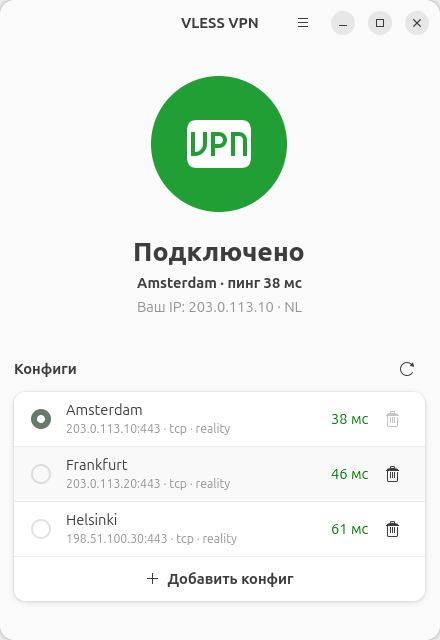 VLESS VPN
VPN
Подключено
Amsterdam · пинг 38 мс
Ваш IP: 203.0.113.10 · NL
Конфиги
Amsterdam
38 мс
203.0.113.10:443 · tcp · reality
Frankfurt
46 мс
203.0.113.20:443 · tcp · reality
Helsinki
61 мс
198.51.100.30:443 · tcp · reality
Добавить конфиг